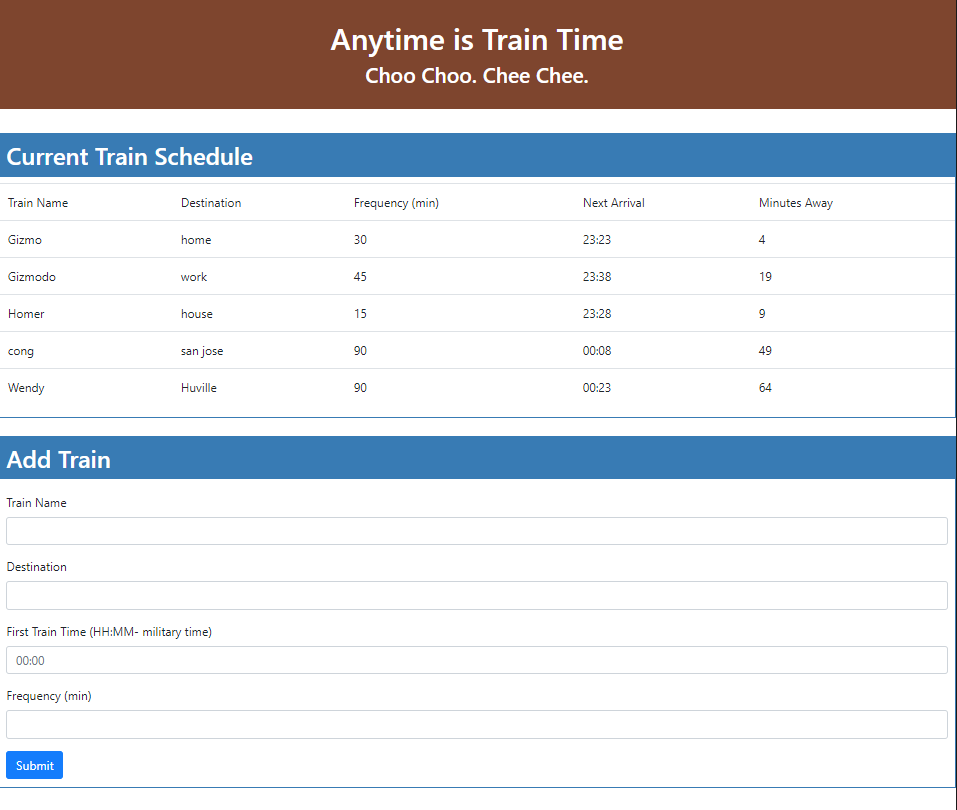 Anytime is Train Time
Choo Choo. Chee Chee.
Current Train Schedule
Train Name Destination Frequency (min) Next Arrival Minutes Away
Gizmo home 30 23:23 4
Gizmodo work 45 23:38 19
Homer house 15 23:28 9
cong san jose 90 00:08 49
Wendy Huville 90 00:23 64
Add Train
Train Name
Destination
First Train Time (HH:MM- military time)
00:00
Frequency (min)
Submit